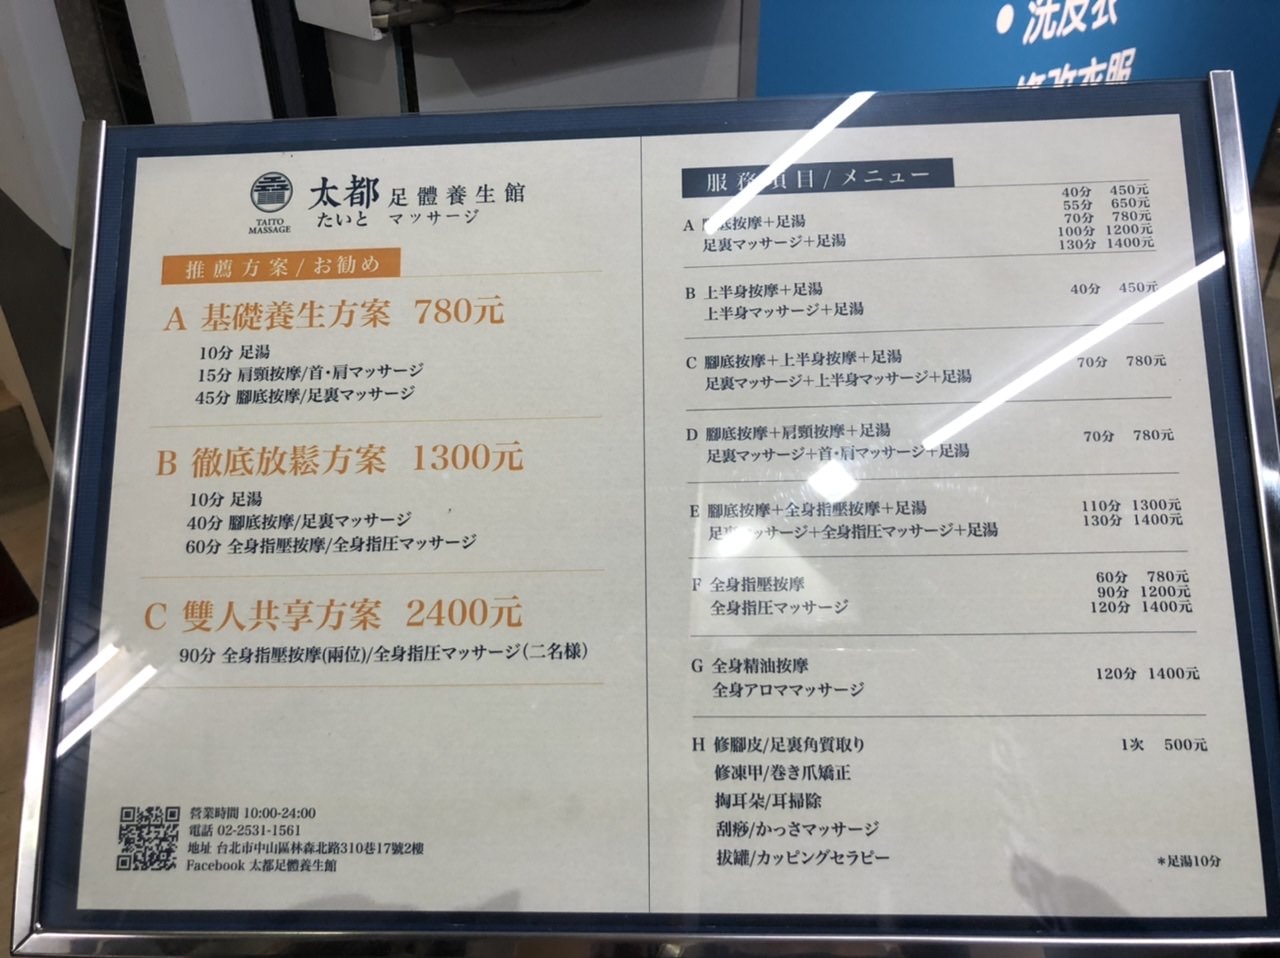 洗皮衣
修改衣服
TAITO
MASSAGE
太都 足體養生館
たいと マッサージ
推薦方案/お勧め
A 基礎養生方案 780元
10分 足湯
15分 肩頸按摩/首・肩マッサージ
45分 腳底按摩/足裏マッサージ
B 徹底放鬆方案 1300元
10分 足湯
40分 腳底按摩/足裏マッサージ
60分 全身指壓按摩/全身指圧マッサージ
C 雙人共享方案 2400元
90分 全身指壓按摩(兩位)/全身指圧マッサージ(二名様)
營業時間 10:00-24:00
電話 02-2531-1561
地址 台北市中山區林森北路310巷17號2樓
Facebook 太都足體養生館
服務項目/メニュー
A 腳底按摩+足湯
足裏マッサージ+足湯
40分 450元
55分 650元
70分 780元
100分 1200元
130分 1400元
B 上半身按摩+足湯
上半身マッサージ+足湯
40分 450元
C 腳底按摩+上半身按摩+足湯
足裏マッサージ+上半身マッサージ+足湯
70分 780元
D 腳底按摩+肩頸按摩+足湯
足裏マッサージ+首・肩マッサージ+足湯
70分 780元
E 腳底按摩+全身指壓按摩+足湯
足裏マッサージ+全身指圧マッサージ+足湯
110分 1300元
130分 1400元
F 全身指壓按摩
全身指圧マッサージ
60分 780元
90分 1200元
120分 1400元
G 全身精油按摩
全身アロママッサージ
120分 1400元
H 修腳皮/足裏角質取り
1次 500元
修凍甲/巻き爪矯正
掏耳朵/耳掃除
刮痧/かっさマッサージ
拔罐/カッピングセラピー
*足湯10分